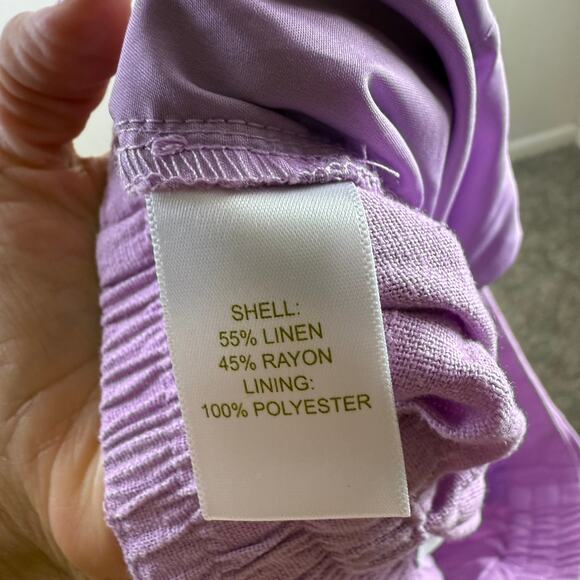 SHELL:
55% LINEN
45% RAYON
LINING:
100% POLYESTER